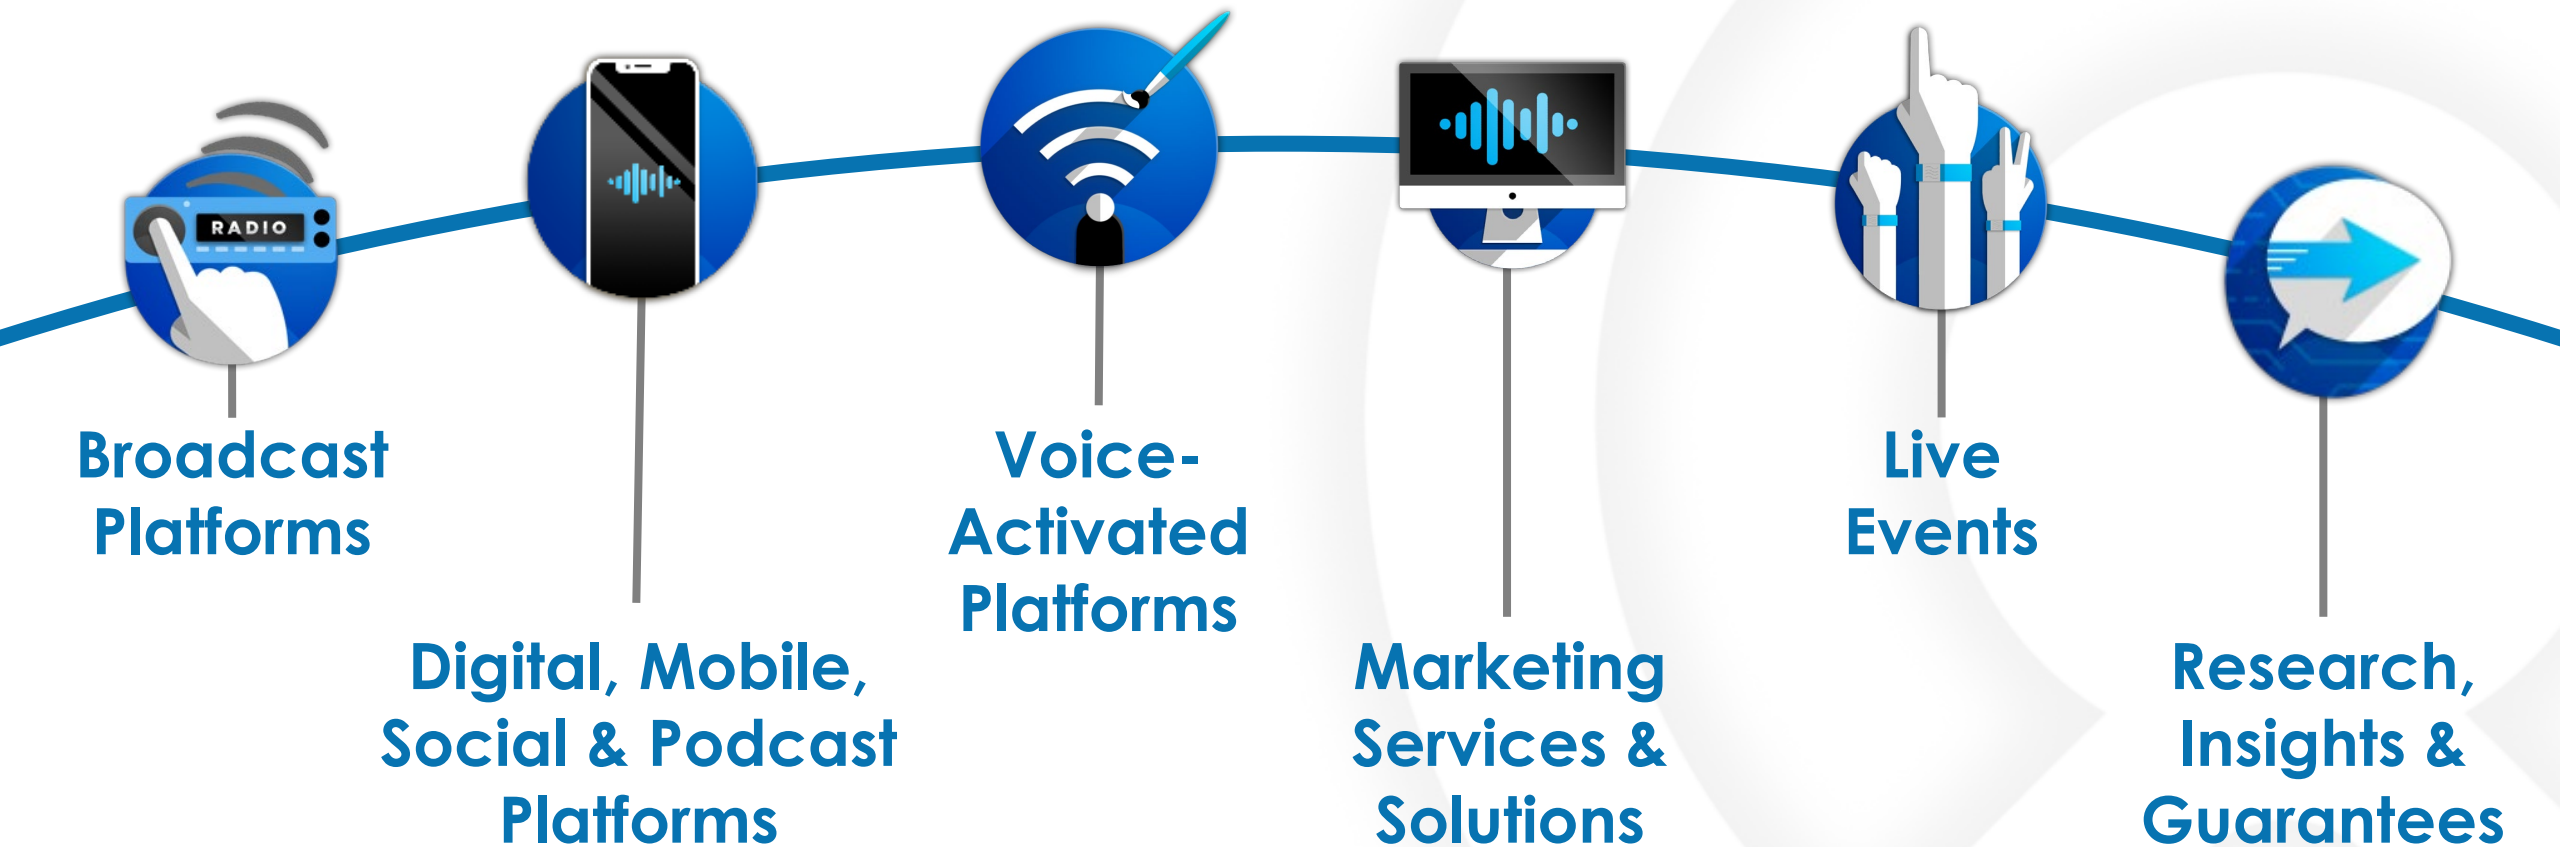 RADIO
Broadcast
Platforms
Digital, Mobile,
Social & Podcast
Platforms
Voice-
Activated
Platforms
Marketing
Services &
Solutions
Live
Events
Research,
Insights &
Guarantees